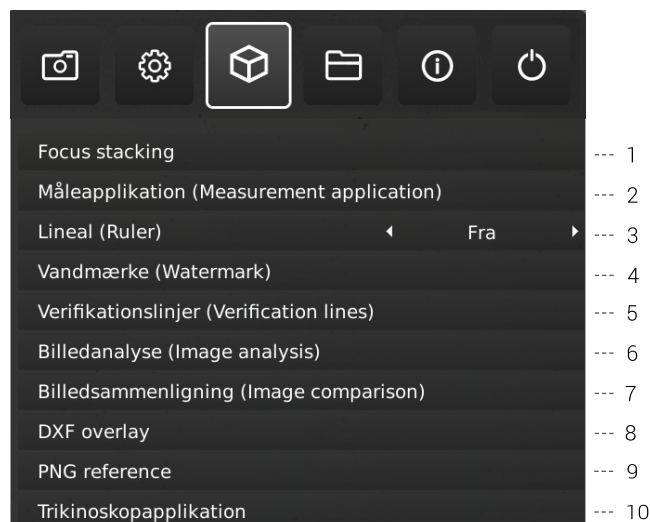 Focus stacking --- 1
Måleapplikation (Measurement application) --- 2
Lineal (Ruler) Fra --- 3
Vandmærke (Watermark) --- 4
Verifikationslinjer (Verification lines) --- 5
Billedanalyse (Image analysis) --- 6
Billedsammenligning (Image comparison) --- 7
DXF overlay --- 8
PNG reference --- 9
Trikinoskopapplikation --- 10